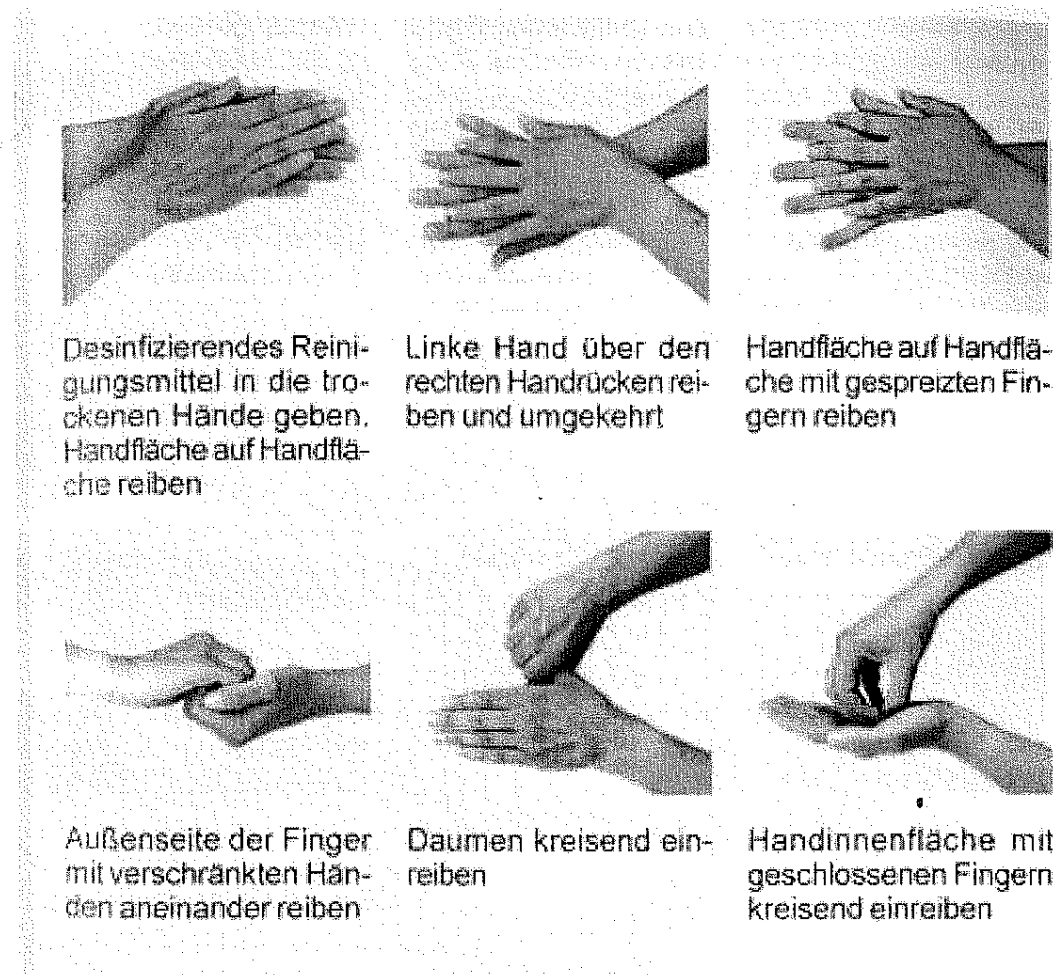 Desinfizierendes Reini-
gungsmittel in die tro-
ckenen Hände geben.
Handfläche auf Handflä-
che reiben
Linke Hand über den
rechten Handrücken rei-
ben und umgekehrt
Handfläche auf Handflä-
che mit gespreizten Fin-
gern reiben
Außenseite der Finger
mit verschränkten Hän-
den aneinander reiben
Daumen kreisend ein-
reiben
Handinnenfläche mit
geschlossenen Fingern
kreisend einreiben